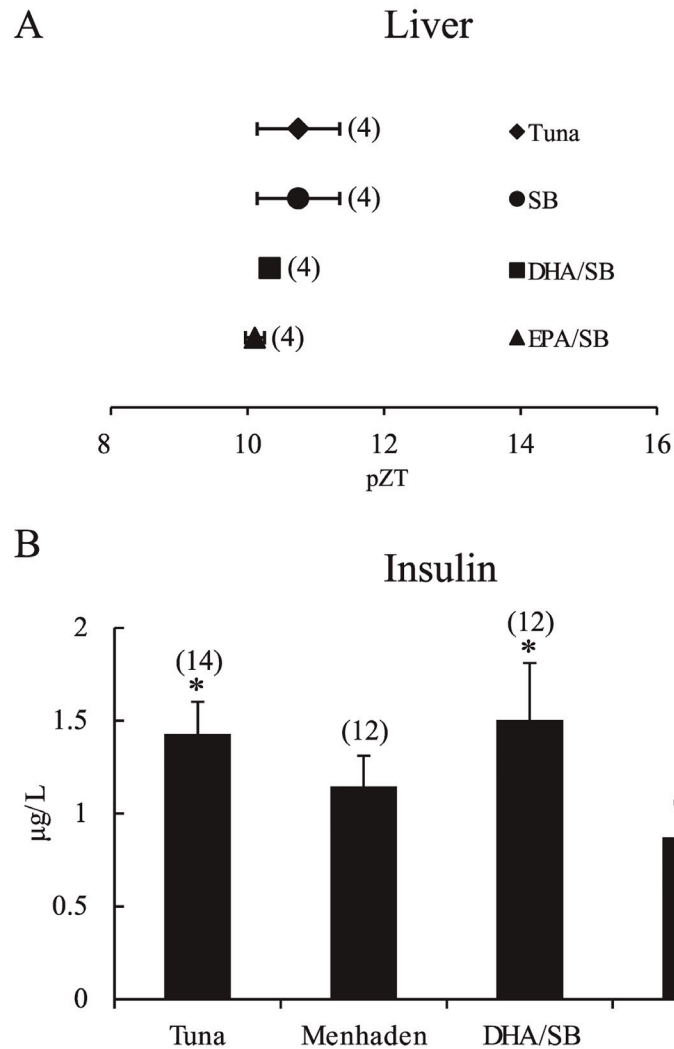 A
Liver
(4)
Tuna
(4)
SB
(4)
DHA/SB
(4)
EPA/SB
8 10 12 14 16
pZT
B
Insulin
2
(12)
*
(14)
*
1.5
(12)
µg/L
1
0.5
0
Tuna Menhaden DHA/SB